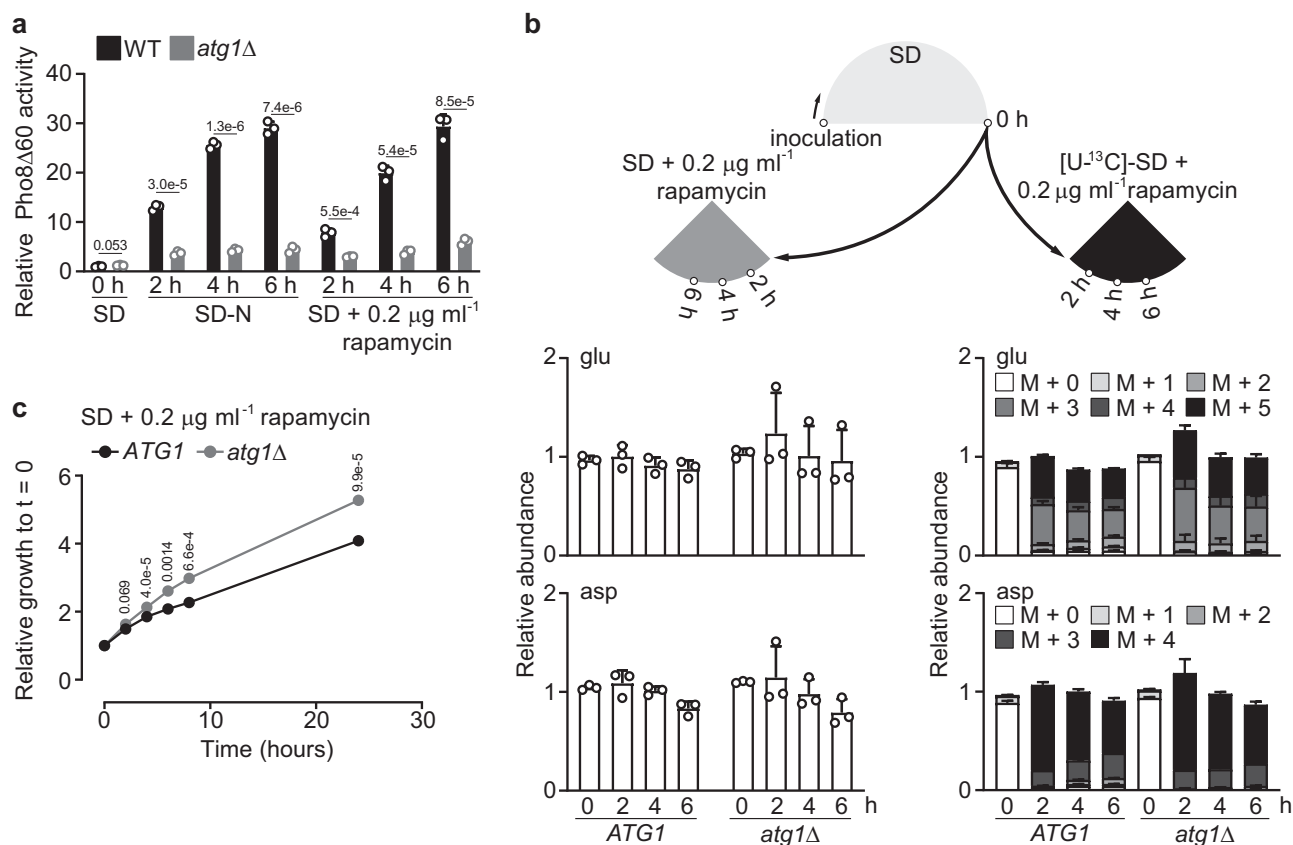 a
WT atg1Δ
Relative Pho8Δ60 activity
40
30
20
10
0
0.053
3.0e-5
1.3e-6
7.4e-6
5.5e-4
5.4e-5
8.5e-5
0 h 2 h 4 h 6 h 2 h 4 h 6 h
SD SD-N SD + 0.2 μg ml-1
rapamycin
b
SD
inoculation
0 h
SD + 0.2 μg ml-1
rapamycin
[U-13C]-SD +
0.2 μg ml-1 rapamycin
6 h 4 h 2 h
2 h 4 h 6 h
Relative abundance
glu
2
1
0
asp
2
1
0
0 2 4 6 0 2 4 6 h
ATG1 atg1Δ
Relative abundance
glu
M + 0 M + 1 M + 2
M + 3 M + 4 M + 5
2
1
0
asp
M + 0 M + 1 M + 2
M + 3 M + 4
2
1
0
0 2 4 6 0 2 4 6 h
ATG1 atg1Δ
c
SD + 0.2 μg ml-1 rapamycin
ATG1 atg1Δ
Relative growth to t = 0
6
4
2
0
0.069
4.0e-5
0.0014
6.6e-4
9.9e-5
0 10 20 30
Time (hours)